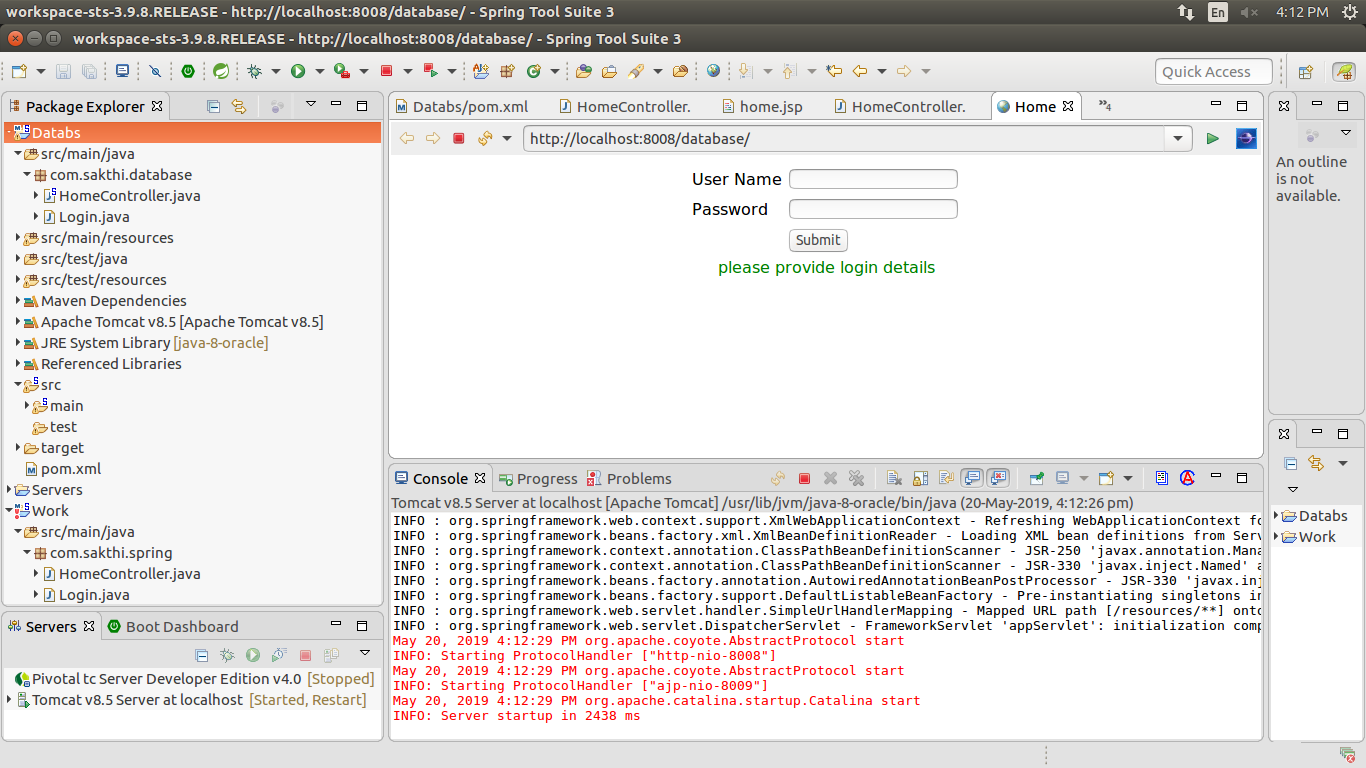 workspace-sts-3.9.8.RELEASE - http://localhost:8008/database/ - Spring Tool Suite 3
En
4:12 PM
workspace-sts-3.9.8.RELEASE - http://localhost:8008/database/ - Spring Tool Suite 3
Quick Access
Package Explorer
Databs
src/main/java
com.sakthi.database
HomeController.java
Login.java
src/main/resources
src/test/java
src/test/resources
Maven Dependencies
Apache Tomcat v8.5 [Apache Tomcat v8.5]
JRE System Library [java-8-oracle]
Referenced Libraries
src
main
test
target
pom.xml
Servers
Work
src/main/java
com.sakthi.spring
HomeController.java
Login.java
Servers
Boot Dashboard
Pivotal tc Server Developer Edition v4.0 [Stopped]
Tomcat v8.5 Server at localhost [Started, Restart]
Databs/pom.xml
HomeController.
home.jsp
HomeController.
Home
»4
http://localhost:8008/database/
User Name
Password
Submit
please provide login details
Console
Progress
Problems
Tomcat v8.5 Server at localhost [Apache Tomcat] /usr/lib/jvm/java-8-oracle/bin/java (20-May-2019, 4:12:26 pm)
INFO : org.springframework.web.context.support.XmlWebApplicationContext - Refreshing WebApplicationContext fo
INFO : org.springframework.beans.factory.xml.XmlBeanDefinitionReader - Loading XML bean definitions from Serv
INFO : org.springframework.context.annotation.ClassPathBeanDefinitionScanner - JSR-250 'javax.annotation.Mana
INFO : org.springframework.context.annotation.ClassPathBeanDefinitionScanner - JSR-330 'javax.inject.Named' a
INFO : org.springframework.beans.factory.annotation.AutowiredAnnotationBeanPostProcessor - JSR-330 'javax.inj
INFO : org.springframework.beans.factory.support.DefaultListableBeanFactory - Pre-instantiating singletons in
INFO : org.springframework.web.servlet.handler.SimpleUrlHandlerMapping - Mapped URL path [/resources/**] onto
INFO : org.springframework.web.servlet.DispatcherServlet - FrameworkServlet 'appServlet': initialization comp
May 20, 2019 4:12:29 PM org.apache.coyote.AbstractProtocol start
INFO: Starting ProtocolHandler ["http-nio-8008"]
May 20, 2019 4:12:29 PM org.apache.coyote.AbstractProtocol start
INFO: Starting ProtocolHandler ["ajp-nio-8009"]
May 20, 2019 4:12:29 PM org.apache.catalina.startup.Catalina start
INFO: Server startup in 2438 ms
An outline
is not
available.
Databs
Work